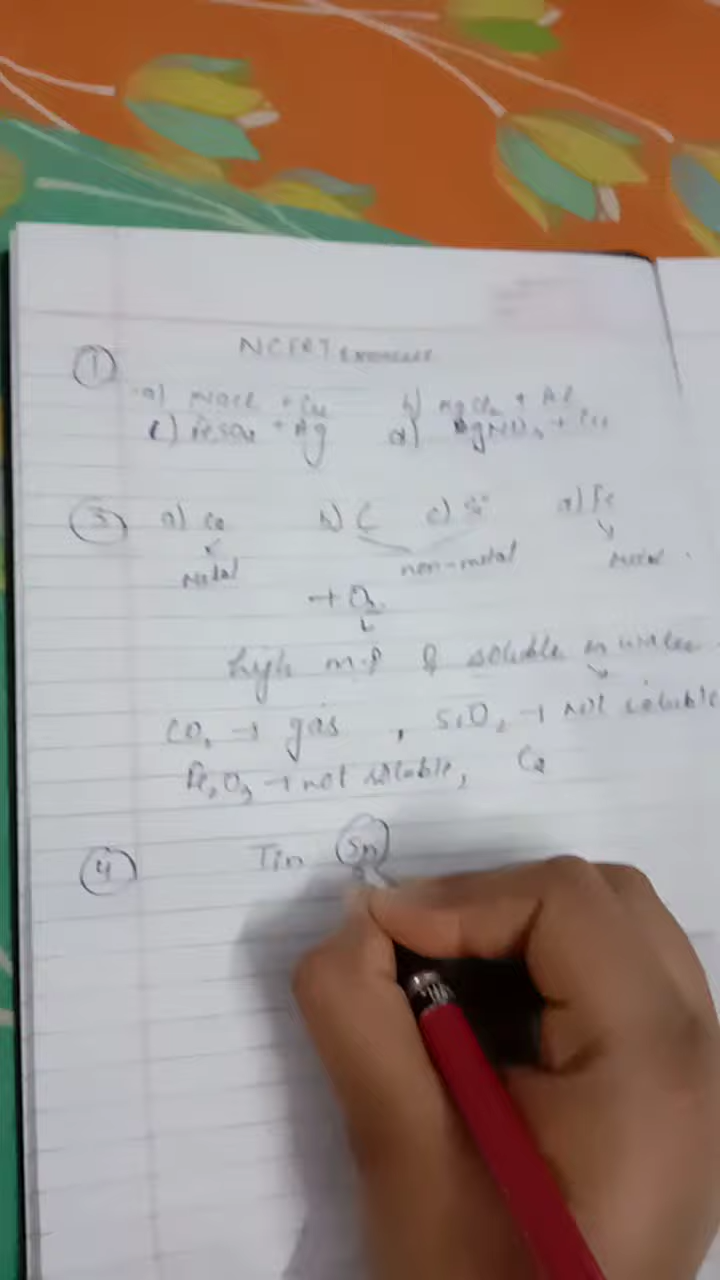 NCERT Exercises
① a) NaCl + Cu b) MgCl₂ + Al
c) FeSO₄ + Ag d) AgNO₃ + Cu
③ a) Ca b) C c) Si d) Fe
Metal non-metal Metal
+ O₂
high m.p & soluble in water
CO₂ → gas , SiO₂ → not soluble
Fe₂O₃ → not soluble, Ca
④ Tin (Sn)